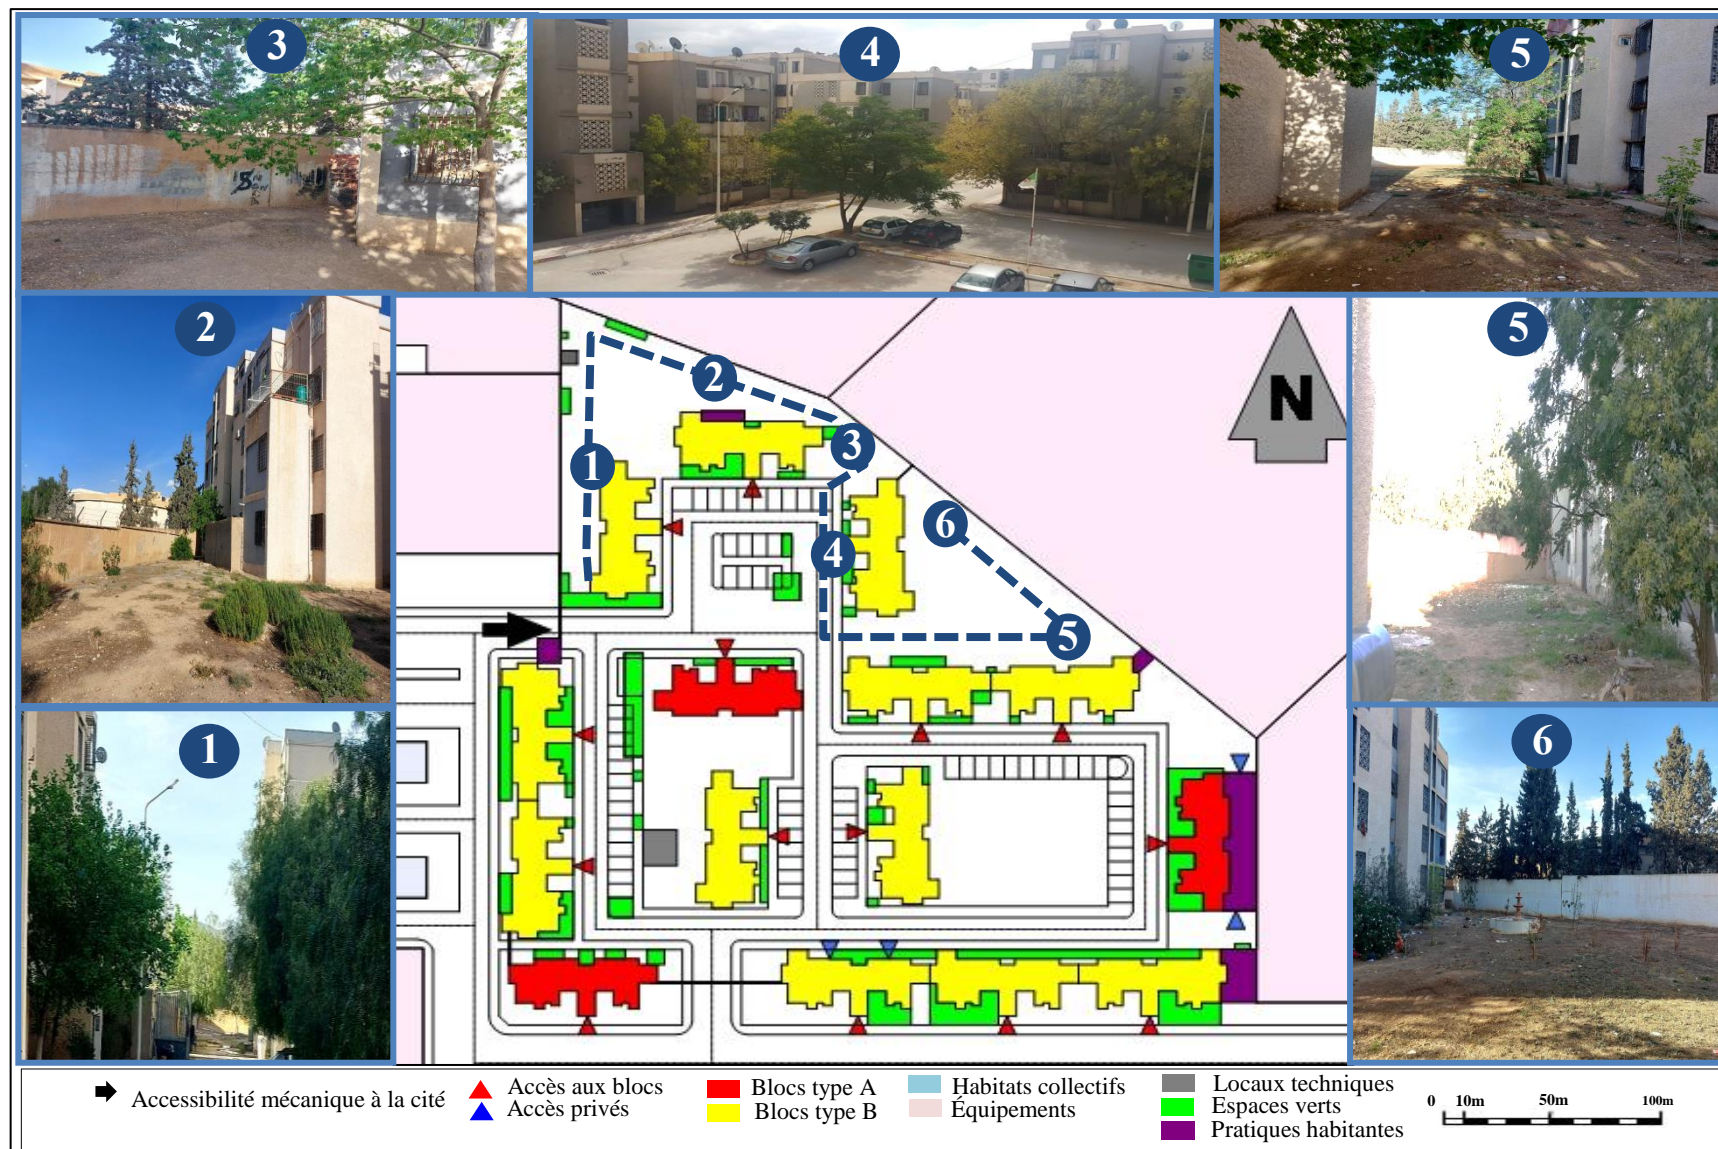 3
4
5
2
5
1
6
N
1
2
3
4
5
6
Accessibilité mécanique à la cité
Accès aux blocs
Accès privés
Blocs type A
Blocs type B
Habitats collectifs
Équipements
Locaux techniques
Espaces verts
Pratiques habitantes
0 10m 50m 100m